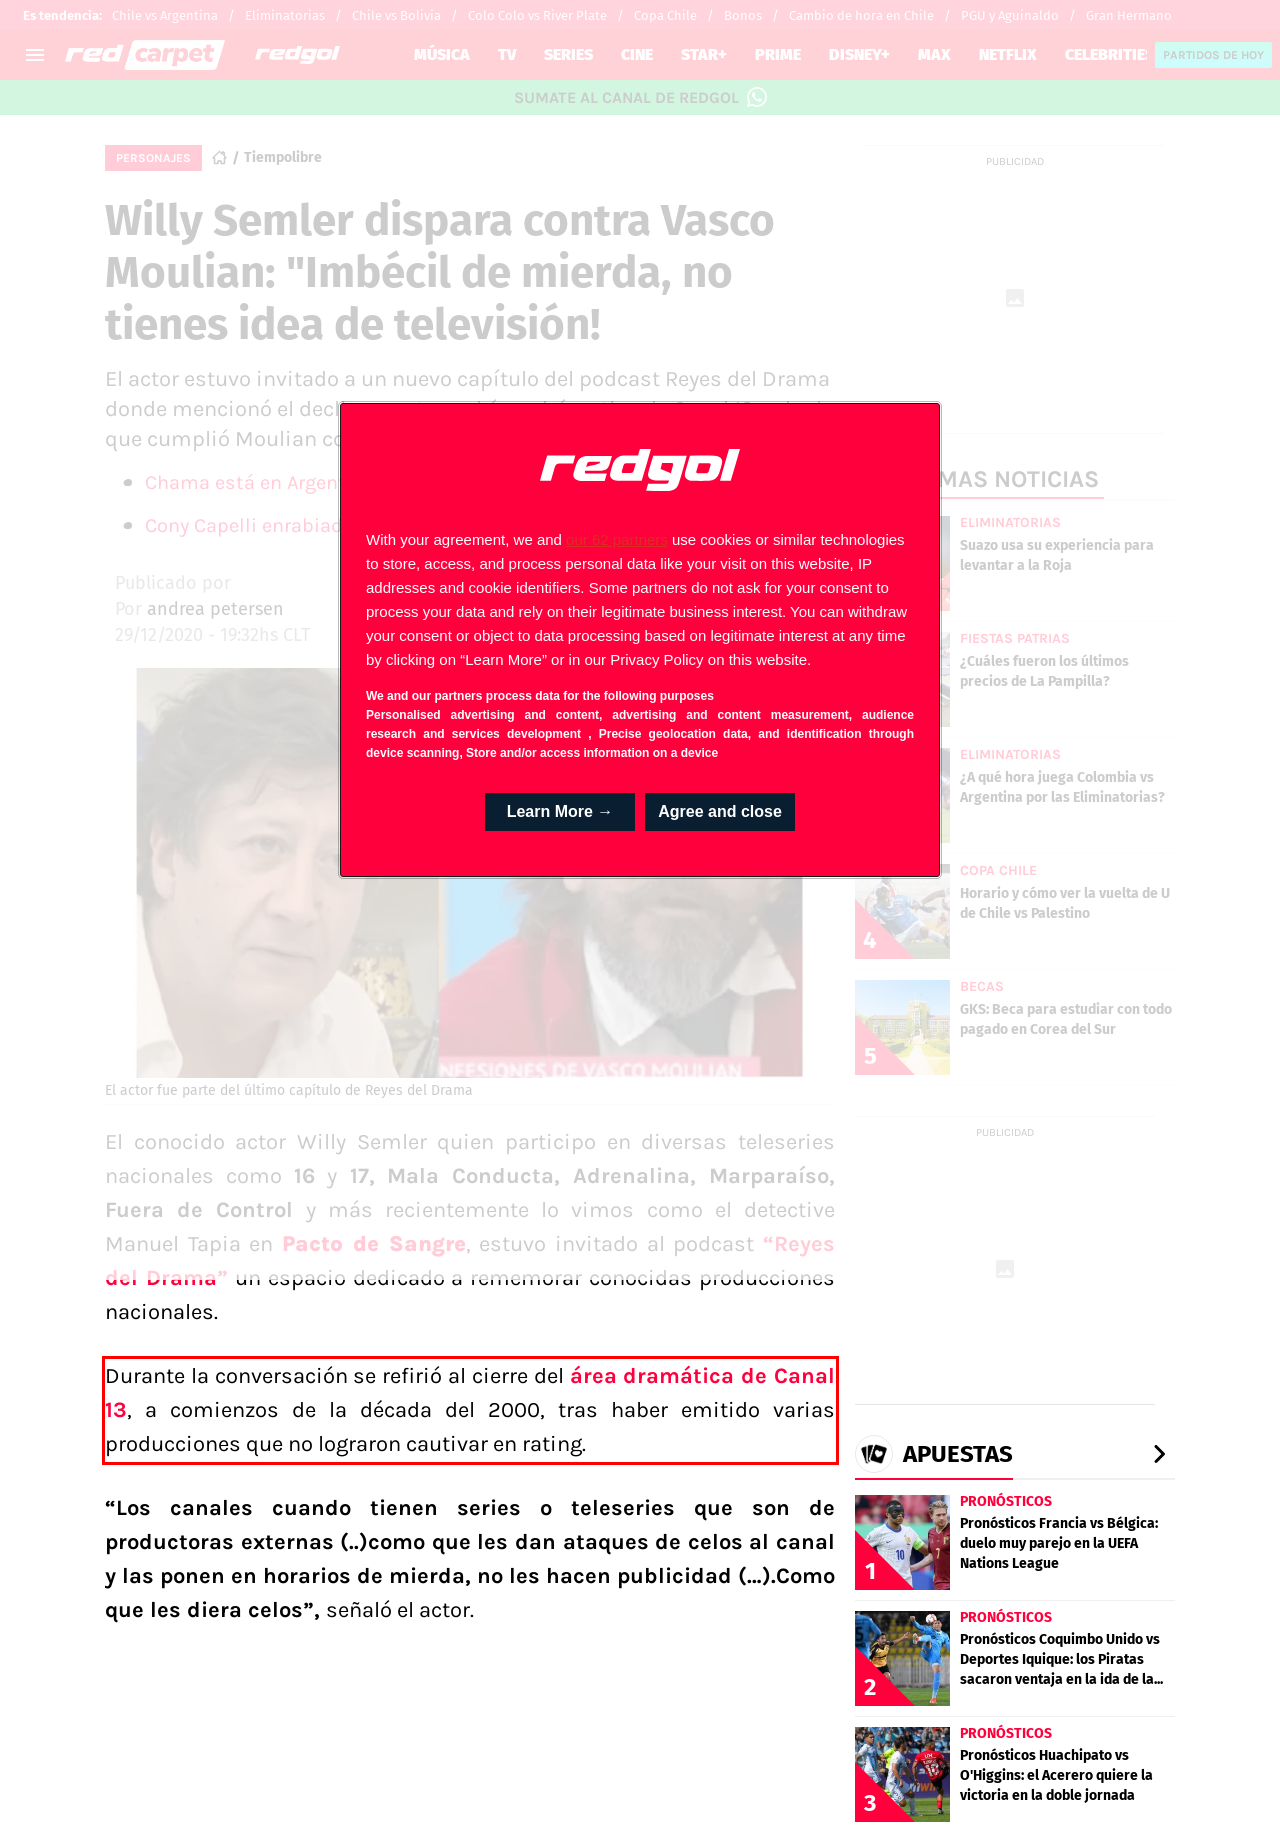 Es tendencia: Chile vs Argentina / Eliminatorias / Chile vs Bolivia / Colo Colo vs River Plate / Copa Chile / Bonos / Cambio de hora en Chile / PGU y Aguinaldo / Gran Hermano
red carpet redgol MÚSICA TV SERIES CINE STAR+ PRIME DISNEY+ MAX NETFLIX CELEBRITIES PARTIDOS DE HOY
SUMATE AL CANAL DE REDGOL
PERSONAJES / Tiempolibre
Willy Semler dispara contra Vasco
Moulian: "Imbécil de mierda, no
tienes idea de televisión!
El actor estuvo invitado a un nuevo capítulo del podcast Reyes del Drama
donde mencionó el
que cumplió Moulian
Chama está en
Cony Capelli
Publicado por
Por andrea petersen
29/12/2020 - 19:32hs CLT
redgol
With your agreement, we and our 62 partners use cookies or similar technologies
to store, access, and process personal data like your visit on this website, IP
addresses and cookie identifiers. Some partners do not ask for your consent to
process your data and rely on their legitimate business interest. You can withdraw
your consent or object to data processing based on legitimate interest at any time
by clicking on “Learn More” or in our Privacy Policy on this website.
We and our partners process data for the following purposes
Personalised advertising and content, advertising and content measurement, audience
research and services development , Precise geolocation data, and identification through
device scanning, Store and/or access information on a device
Learn More →
Agree and close
NFESIONES DE VASCO MOULIAN
El actor fue parte del último capítulo de Reyes del Drama
El conocido actor Willy Semler quien participo en diversas teleseries
nacionales como 16 y 17, Mala Conducta, Adrenalina, Marparaíso,
Fuera de Control y más recientemente lo vimos como el detective
Manuel Tapia en Pacto de Sangre, estuvo invitado al podcast “Reyes
del Drama” un espacio dedicado a rememorar conocidas producciones
nacionales.
Durante la conversación se refirió al cierre del área dramática de Canal
13, a comienzos de la década del 2000, tras haber emitido varias
producciones que no lograron cautivar en rating.
“Los canales cuando tienen series o teleseries que son de
productoras externas (..)como que les dan ataques de celos al canal
y las ponen en horarios de mierda, no les hacen publicidad (…).Como
que les diera celos”, señaló el actor.
PUBLICIDAD
MAS NOTICIAS
ELIMINATORIAS
Suazo usa su experiencia para
levantar a la Roja
FIESTAS PATRIAS
¿Cuáles fueron los últimos
precios de La Pampilla?
ELIMINATORIAS
¿A qué hora juega Colombia vs
Argentina por las Eliminatorias?
COPA CHILE
Horario y cómo ver la vuelta de U
de Chile vs Palestino
4
BECAS
GKS: Beca para estudiar con todo
pagado en Corea del Sur
5
PUBLICIDAD
APUESTAS
PRONÓSTICOS
Pronósticos Francia vs Bélgica:
duelo muy parejo en la UEFA
Nations League
1
PRONÓSTICOS
Pronósticos Coquimbo Unido vs
Deportes Iquique: los Piratas
sacaron ventaja en la ida de la...
2
PRONÓSTICOS
Pronósticos Huachipato vs
O'Higgins: el Acerero quiere la
victoria en la doble jornada
3